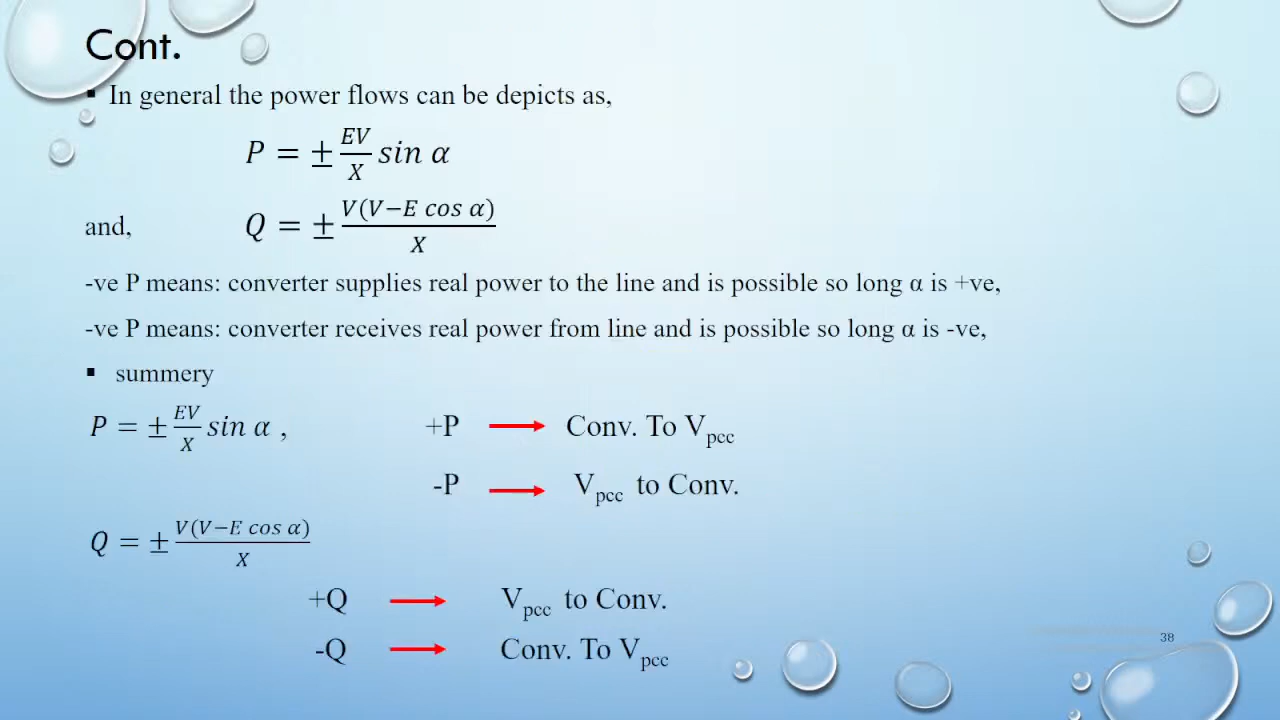 Cont.
▪ In general the power flows can be depicts as,
P = ± EV/X sin α
and, Q = ± V(V−E cos α)/X
-ve P means: converter supplies real power to the line and is possible so long α is +ve,
-ve P means: converter receives real power from line and is possible so long α is -ve,
▪ summery
P = ± EV/X sin α , +P → Conv. To Vpcc
-P → Vpcc to Conv.
Q = ± V(V−E cos α)/X
+Q → Vpcc to Conv.
-Q → Conv. To Vpcc
38